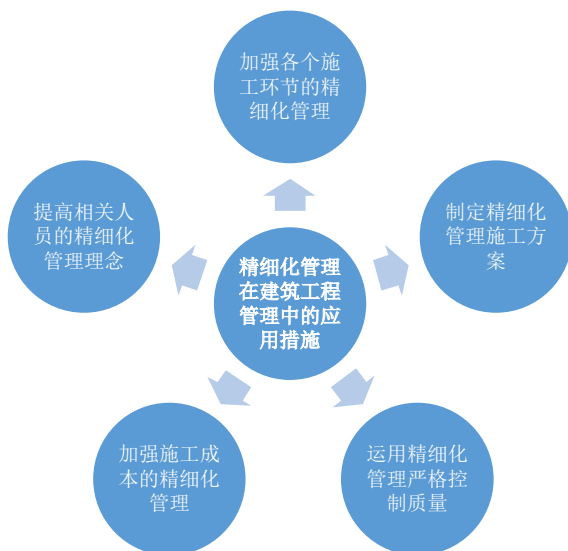 加强各个施
工环节的精
细化管理
提高相关人
员的精细化
管理理念
制定精细化
管理施工方
案
精细化管理
在建筑工程
管理中的应
用措施
加强施工成
本的精细化
管理
运用精细化
管理严格控
制质量